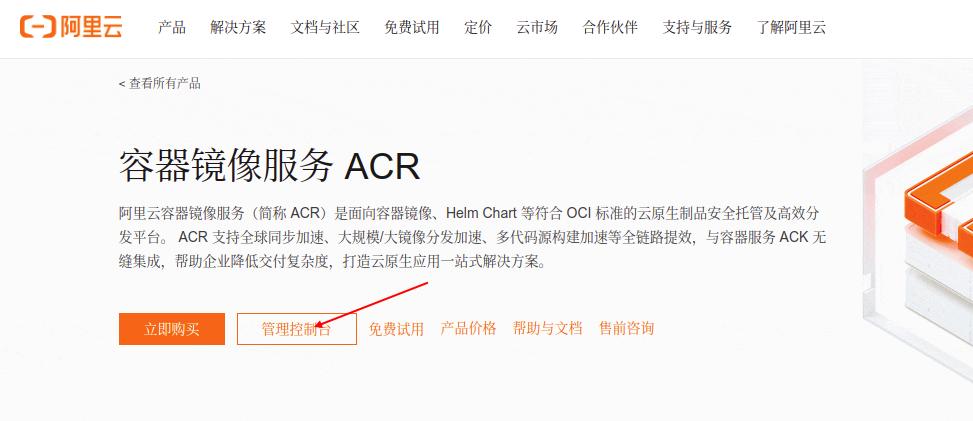 阿里云 产品 解决方案 文档与社区 免费试用 定价 云市场 合作伙伴 支持与服务 了解阿里云
< 查看所有产品
容器镜像服务 ACR
阿里云容器镜像服务（简称 ACR）是面向容器镜像、Helm Chart 等符合 OCI 标准的云原生制品安全托管及高效分
发平台。 ACR 支持全球同步加速、大规模/大镜像分发加速、多代码源构建加速等全链路提效，与容器服务 ACK 无
缝集成，帮助企业降低交付复杂度，打造云原生应用一站式解决方案。
立即购买 管理控制台 免费试用 产品价格 帮助与文档 售前咨询